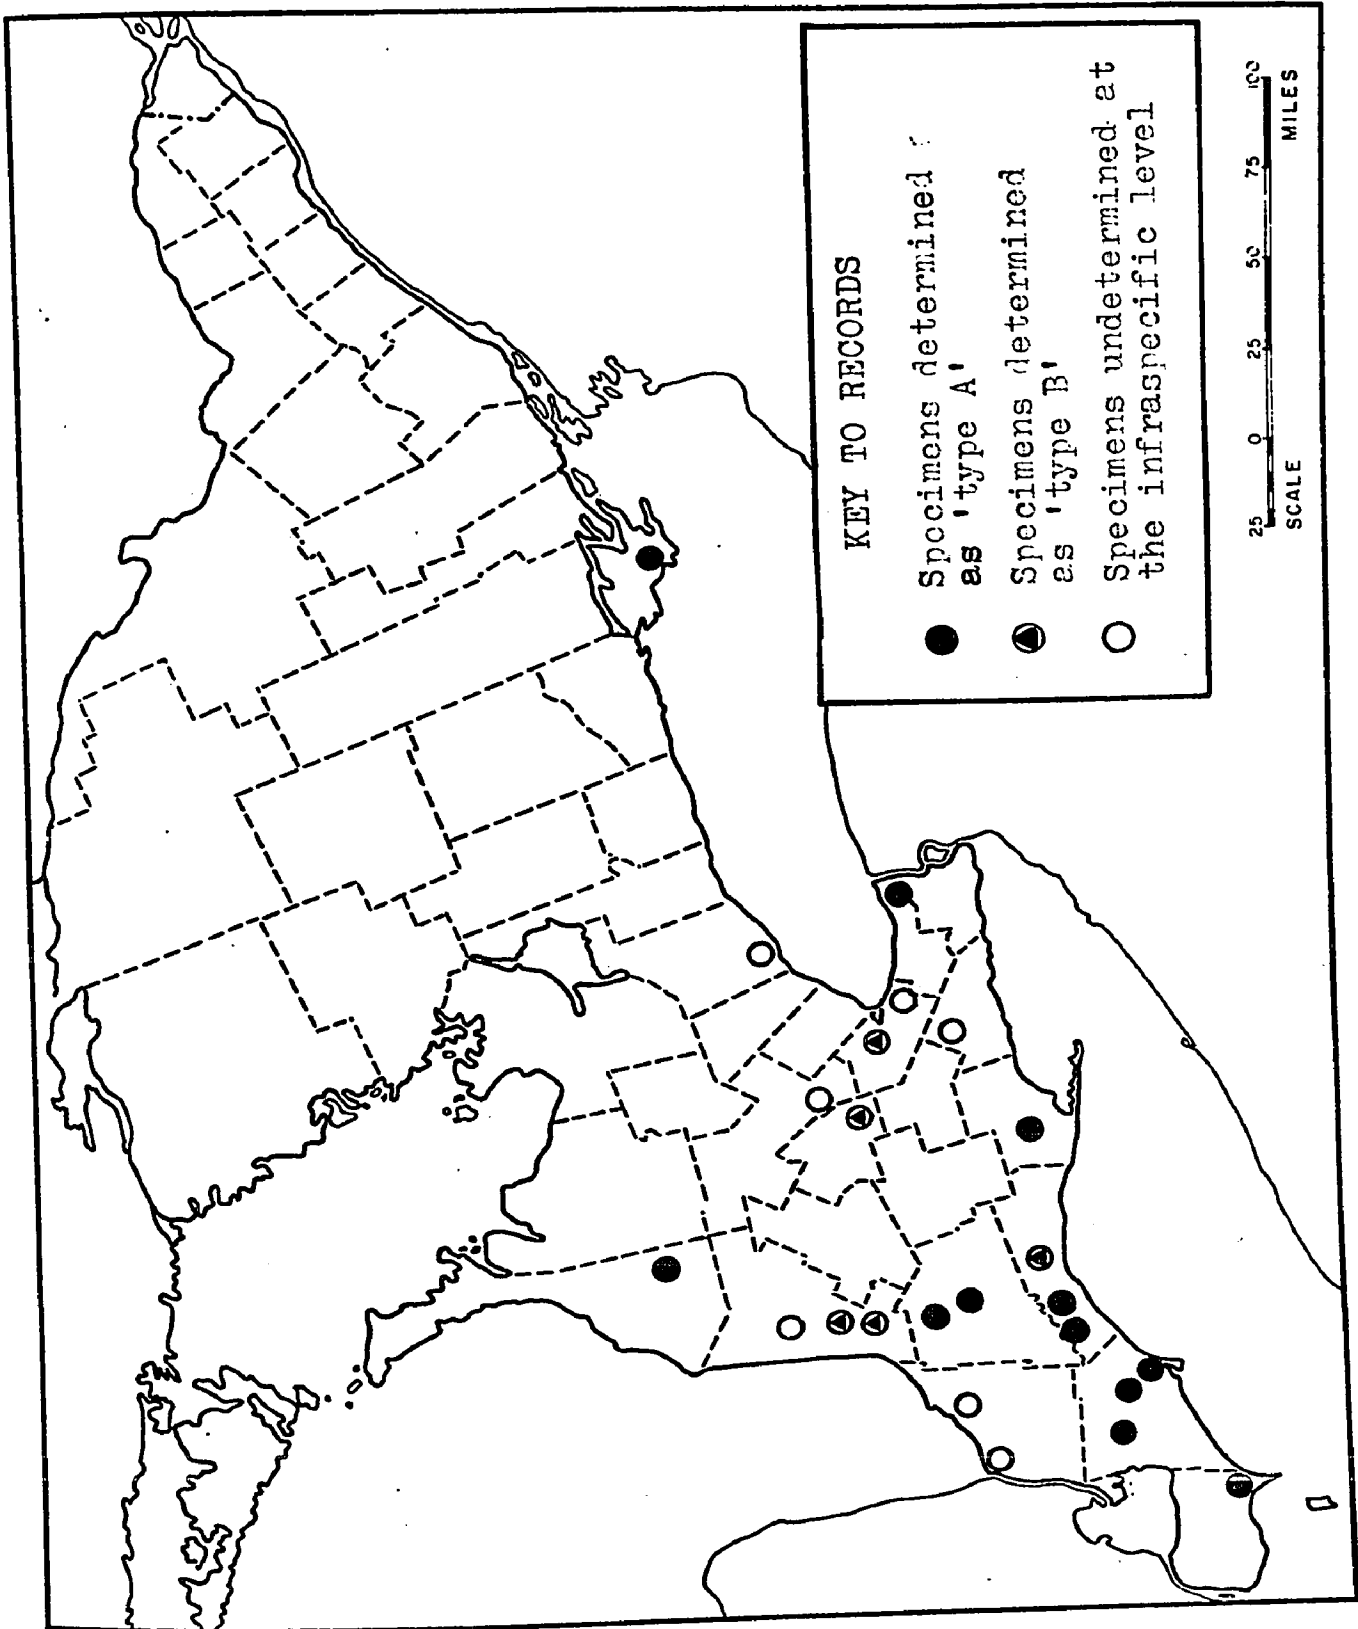 KEY TO RECORDS
Specimens determined
as 'type A'
Specimens determined
as 'type B'
Specimens undetermined at
the infraspecific level
25 0 25 50 75 100
SCALE MILES